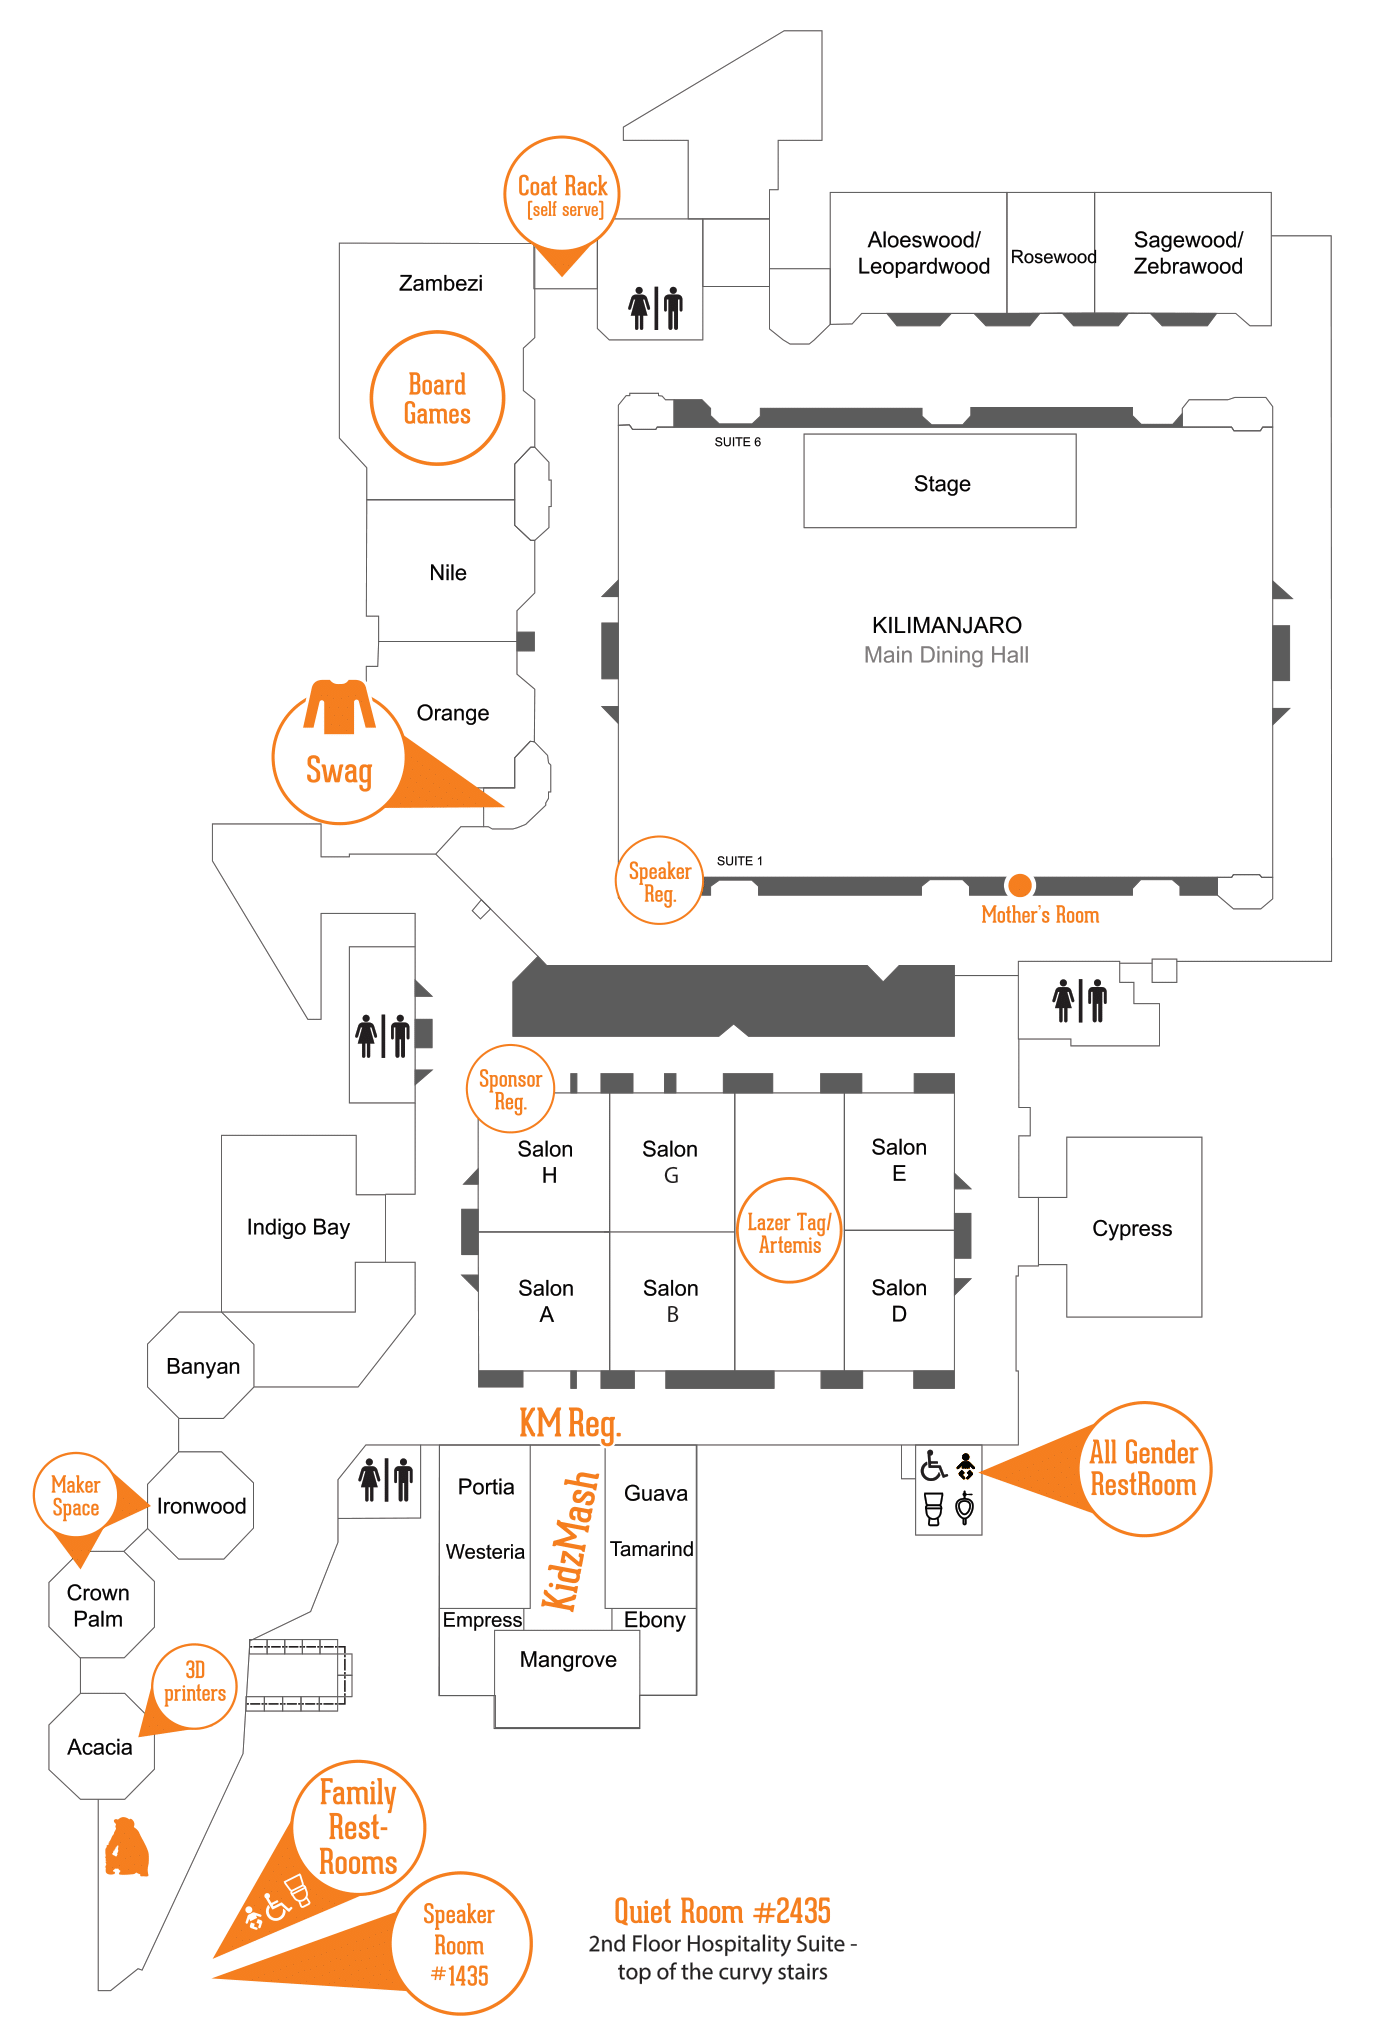 Coat Rack
[self serve]
Zambezi
Board
Games
Aloeswood/
Leopardwood
Rosewood
Sagewood/
Zebrawood
SUITE 6
Stage
Nile
KILIMANJARO
Main Dining Hall
Orange
Swag
SUITE 1
Speaker
Reg.
Mother's Room
Sponsor
Reg.
Salon
H
Salon
G
Salon
E
Lazer Tag/
Artemis
Indigo Bay
Cypress
Salon
A
Salon
B
Salon
D
Banyan
KM Reg.
All Gender
RestRoom
Maker
Space
Ironwood
Portia
Westeria
KidzMash
Guava
Tamarind
Crown
Palm
Empress
Ebony
Mangrove
3D
printers
Acacia
Family
Rest-
Rooms
Speaker
Room
#1435
Quiet Room #2435
2nd Floor Hospitality Suite -
top of the curvy stairs